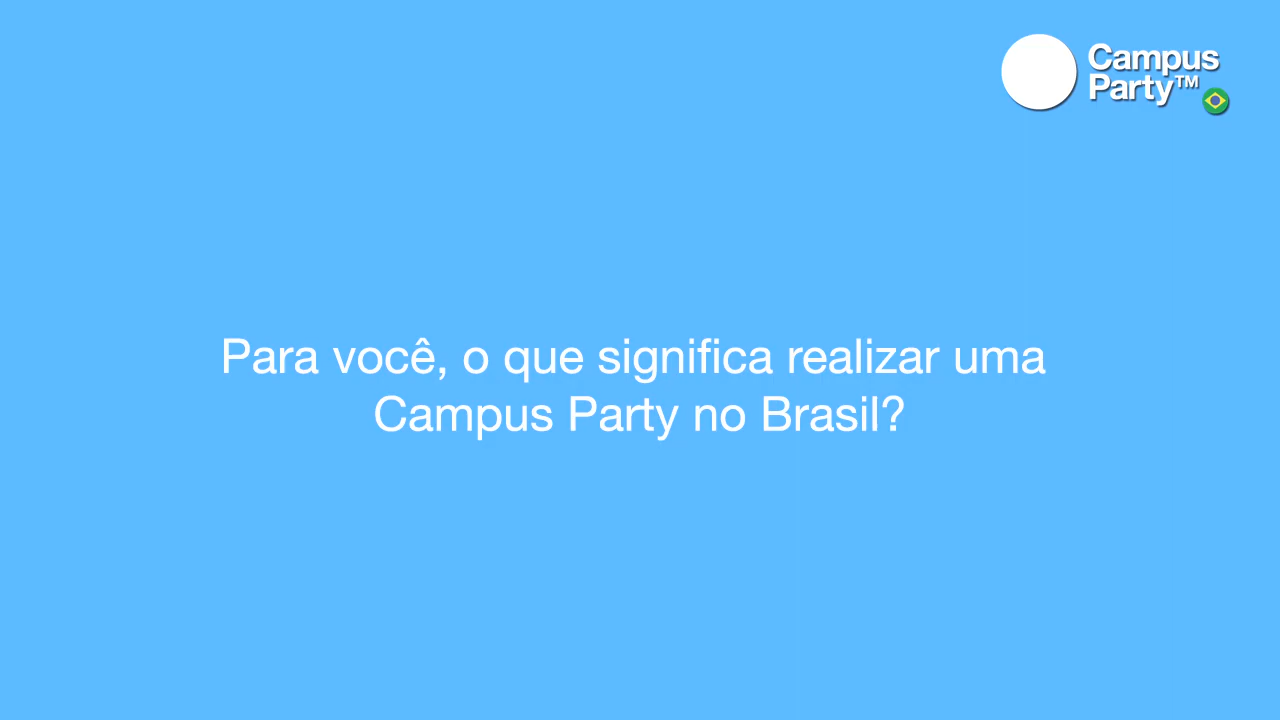 Campus
Party™
Para você, o que significa realizar uma
Campus Party no Brasil?